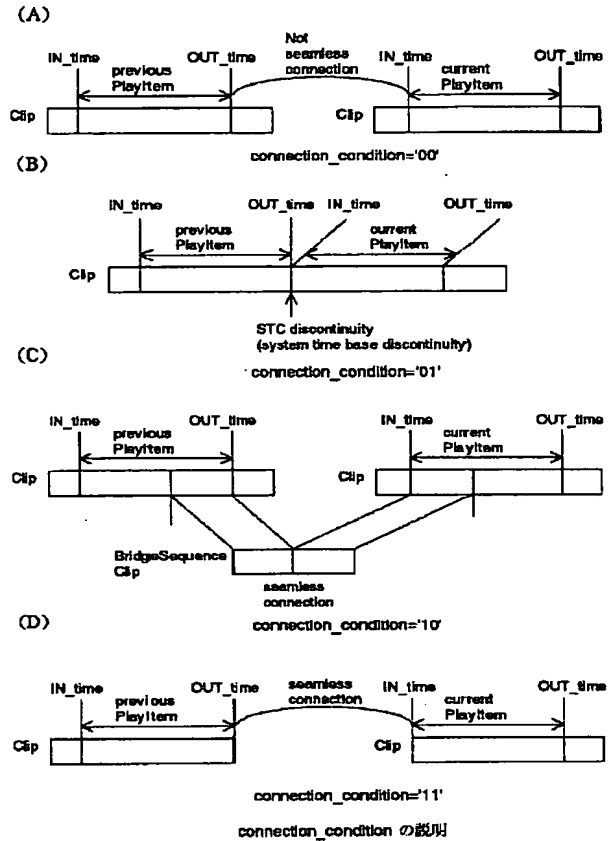 (A)
Not
seamless
connection
IN_time
OUT_time
IN_time
OUT_time
previous
PlayItem
current
PlayItem
Clip
Clip
connection_condition='00'
(B)
IN_time
OUT_time
IN_time
OUT_time
previous
PlayItem
current
PlayItem
Clip
STC discontinuity
(system time base discontinuity)
connection_condition='01'
(C)
IN_time
OUT_time
IN_time
OUT_time
previous
PlayItem
current
PlayItem
Clip
Clip
BridgeSequence
Clip
seamless
connection
connection_condition='10'
(D)
IN_time
OUT_time
seamless
connection
IN_time
OUT_time
previous
PlayItem
current
PlayItem
Clip
Clip
connection_condition='11'
connection_condition の説明